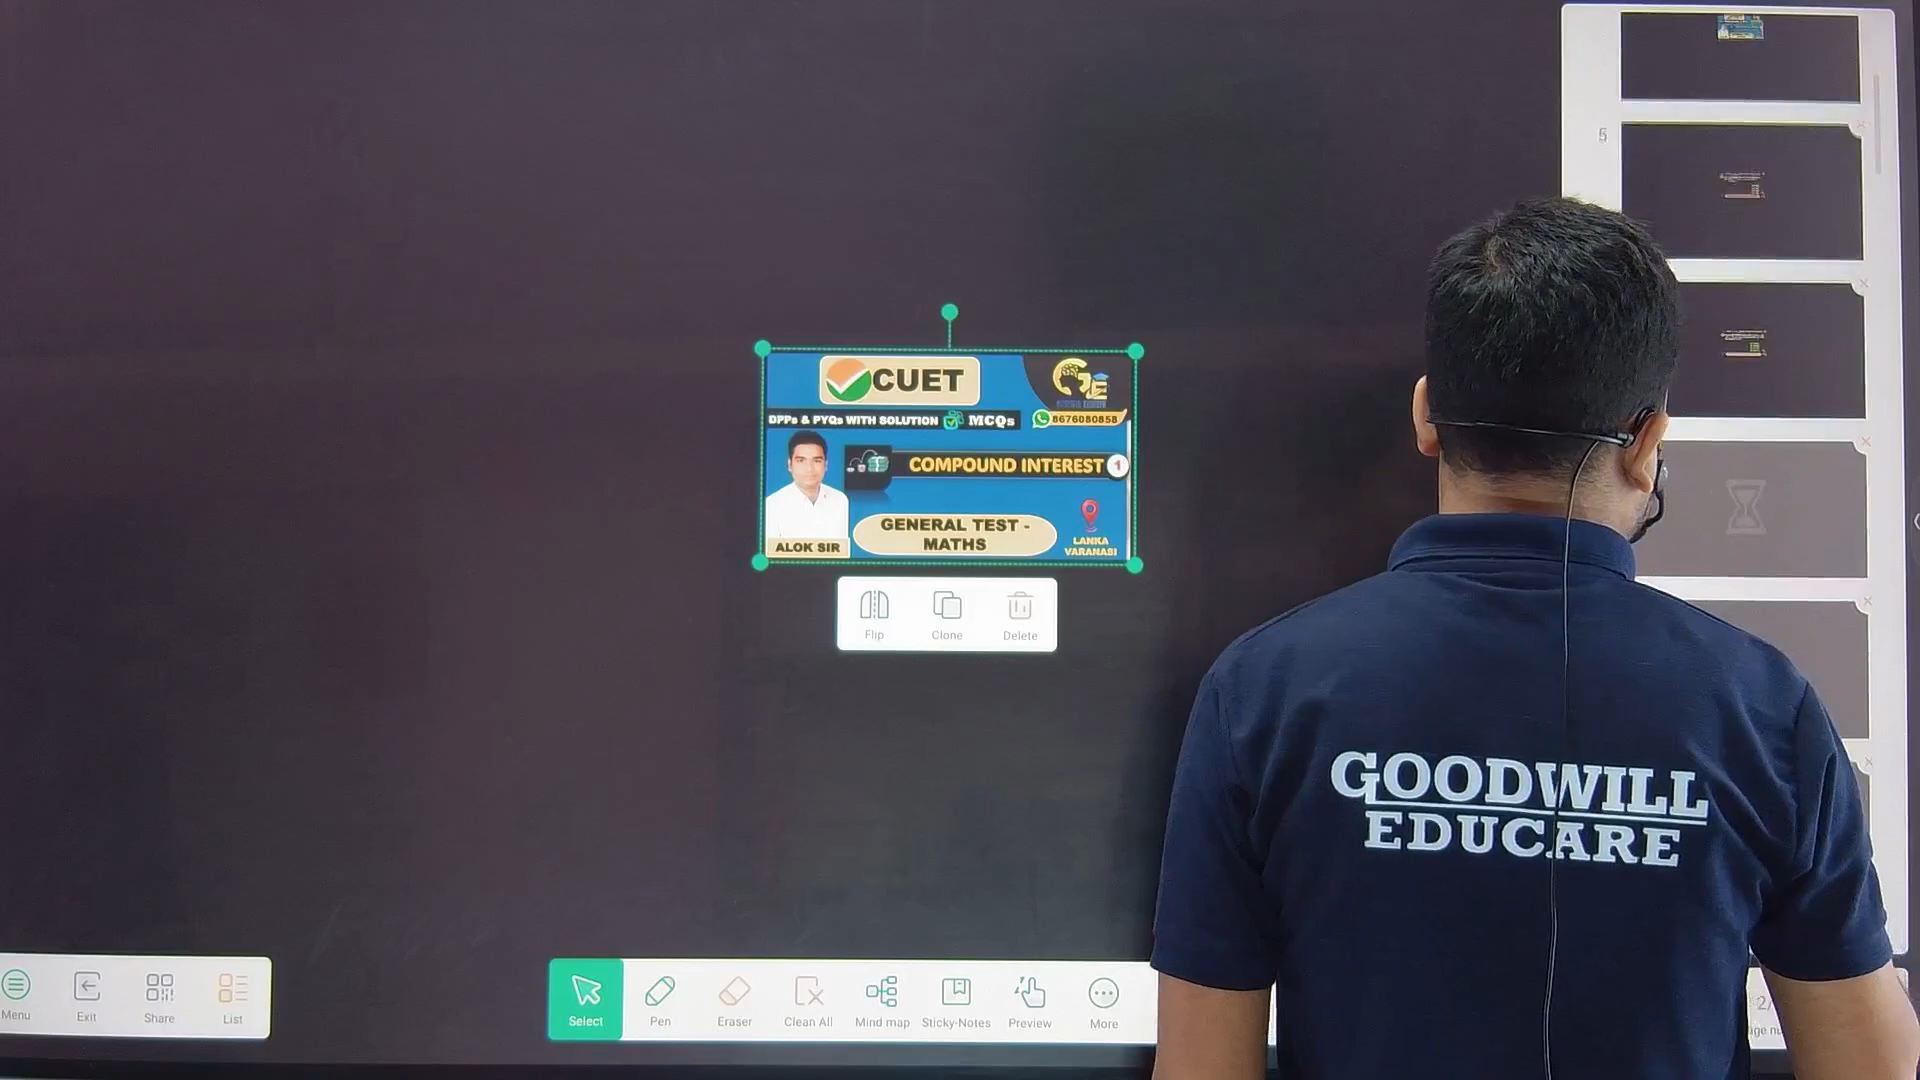 5
CUET
GE
DPPs & PYQs WITH SOLUTION MCQs
8676080858
COMPOUND INTEREST 1
GENERAL TEST -
MATHS
ALOK SIR
LANKA
VARANASI
Flip Clone Delete
GOODWILL
EDUCARE
Menu Exit Share List
Select Pen Eraser Clean All Mind map Sticky-Notes Preview More